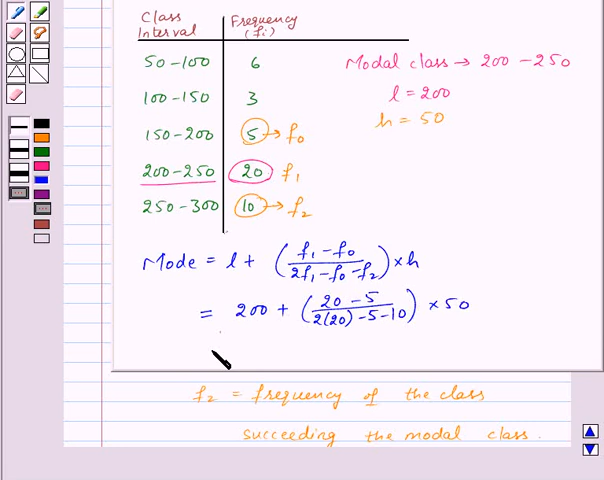 Class Interval Frequency (fi)
50-100 6
100-150 3
150-200 5 → f₀
200-250 20 f₁
250-300 10 → f₂
Modal class → 200-250
l = 200
h = 50
Mode = l + (f₁-f₀ / 2f₁-f₀-f₂) × h
= 200 + (20-5 / 2(20)-5-10) × 50
f₂ = frequency of the class
succeeding the modal class.